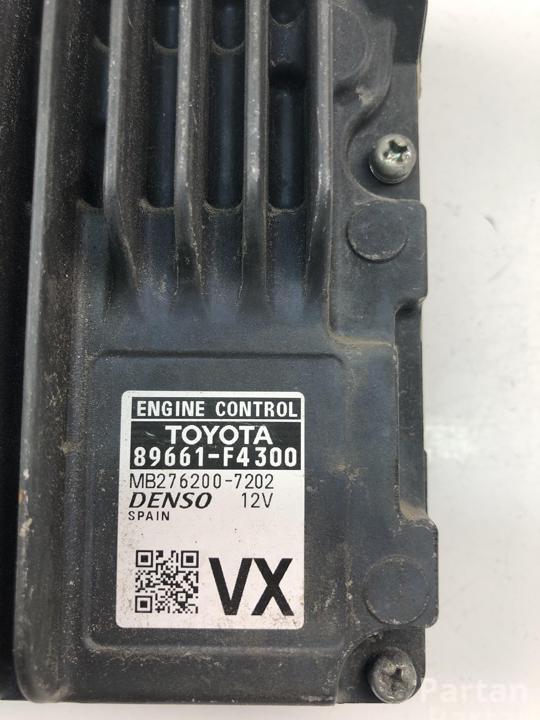 ENGINE CONTROL
TOYOTA
89661-F4300
MB276200-7202
DENSO 12V
SPAIN
VX
Partan